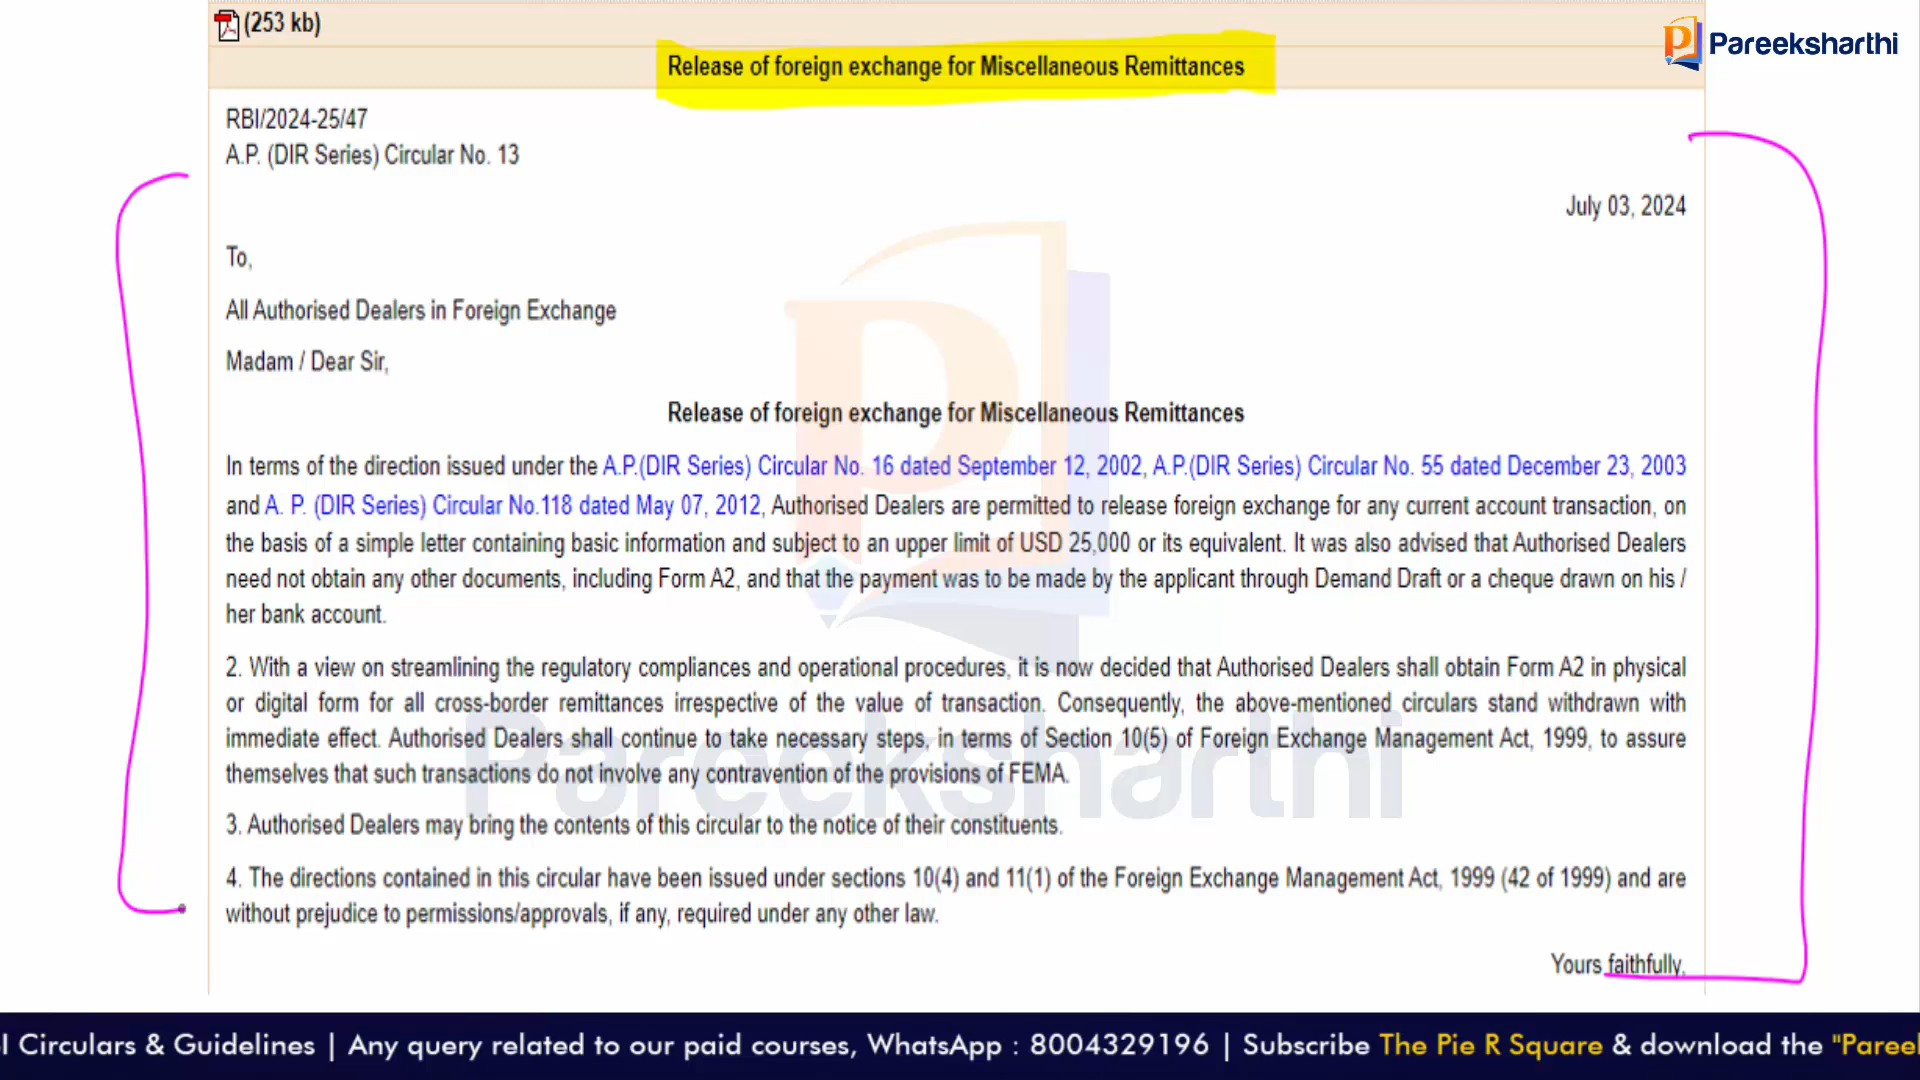 (253 kb)
Pareeksharthi
Release of foreign exchange for Miscellaneous Remittances
RBI/2024-25/47
A.P. (DIR Series) Circular No. 13
July 03, 2024
To,
All Authorised Dealers in Foreign Exchange
Madam / Dear Sir,
Release of foreign exchange for Miscellaneous Remittances
In terms of the direction issued under the A.P.(DIR Series) Circular No. 16 dated September 12, 2002, A.P.(DIR Series) Circular No. 55 dated December 23, 2003
and A. P. (DIR Series) Circular No.118 dated May 07, 2012, Authorised Dealers are permitted to release foreign exchange for any current account transaction, on
the basis of a simple letter containing basic information and subject to an upper limit of USD 25,000 or its equivalent. It was also advised that Authorised Dealers
need not obtain any other documents, including Form A2, and that the payment was to be made by the applicant through Demand Draft or a cheque drawn on his /
her bank account.
2. With a view on streamlining the regulatory compliances and operational procedures, it is now decided that Authorised Dealers shall obtain Form A2 in physical
or digital form for all cross-border remittances irrespective of the value of transaction. Consequently, the above-mentioned circulars stand withdrawn with
immediate effect. Authorised Dealers shall continue to take necessary steps, in terms of Section 10(5) of Foreign Exchange Management Act, 1999, to assure
themselves that such transactions do not involve any contravention of the provisions of FEMA.
Pareeksharthi
3. Authorised Dealers may bring the contents of this circular to the notice of their constituents.
4. The directions contained in this circular have been issued under sections 10(4) and 11(1) of the Foreign Exchange Management Act, 1999 (42 of 1999) and are
without prejudice to permissions/approvals, if any, required under any other law.
Yours faithfully,
l Circulars & Guidelines | Any query related to our paid courses, WhatsApp : 8004329196 | Subscribe The Pie R Square & download the "Paree